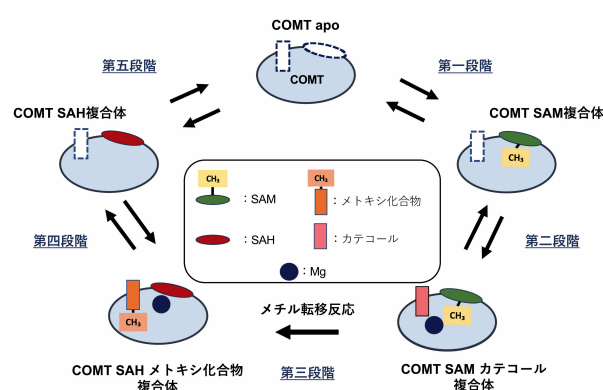 COMT apo
第五段階
第一段階
COMT
COMT SAH複合体
COMT SAM複合体
CH₃
CH₃
CH₃
：SAM
：メトキシ化合物
：SAH
：カテコール
：Mg
第四段階
第二段階
メチル転移反応
CH₃
CH₃
COMT SAH メトキシ化合物
複合体
第三段階
COMT SAM カテコール
複合体